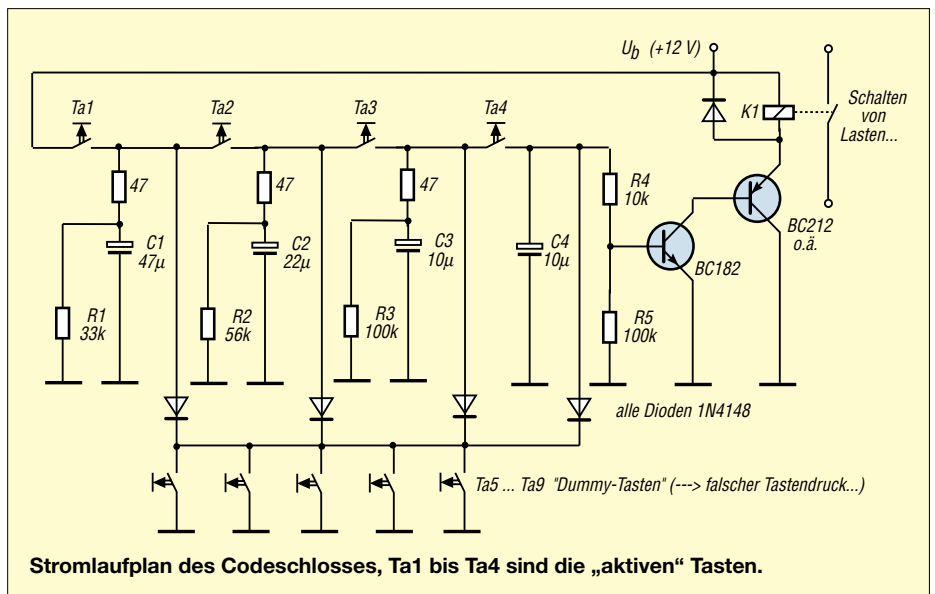 Ub (+12 V)
Ta1
Ta2
Ta3
Ta4
K1
Schalten
von
Lasten...
47
47
47
R4
10k
C1
47µ
C2
22µ
C3
10µ
C4
10µ
BC212
o.ä.
BC182
R1
33k
R2
56k
R3
100k
R5
100k
alle Dioden 1N4148
Ta5 ... Ta9 "Dummy-Tasten" (---> falscher Tastendruck...)
Stromlaufplan des Codeschlosses, Ta1 bis Ta4 sind die „aktiven“ Tasten.